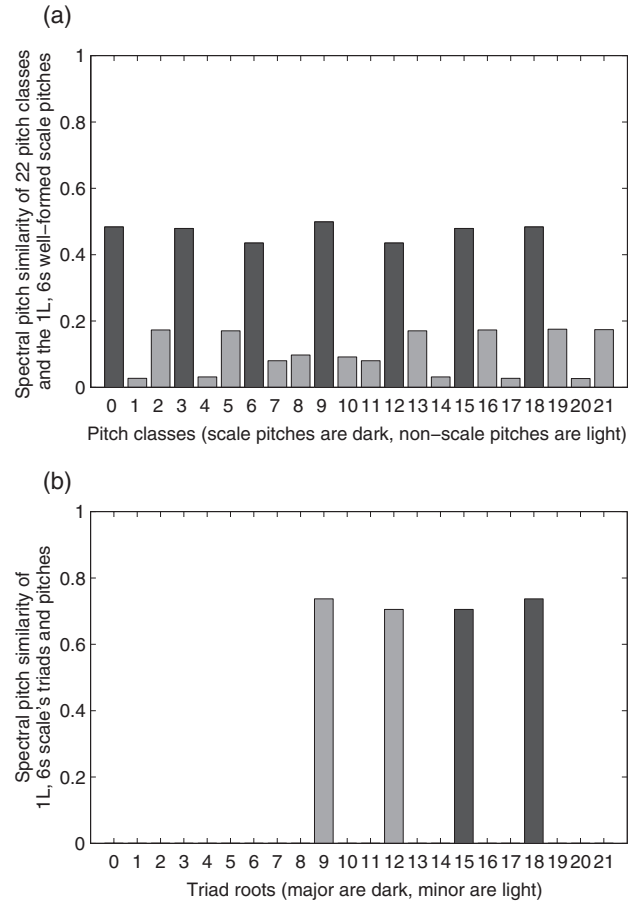 (a)
Spectral pitch similarity of 22 pitch classes
and the 1L, 6s well-formed scale pitches
1
0.8
0.6
0.4
0.2
0
0 1 2 3 4 5 6 7 8 9 10 11 12 13 14 15 16 17 18 19 20 21
Pitch classes (scale pitches are dark, non−scale pitches are light)
(b)
Spectral pitch similarity of
1L, 6s scale's triads and pitches
1
0.8
0.6
0.4
0.2
0
0 1 2 3 4 5 6 7 8 9 10 11 12 13 14 15 16 17 18 19 20 21
Triad roots (major are dark, minor are light)